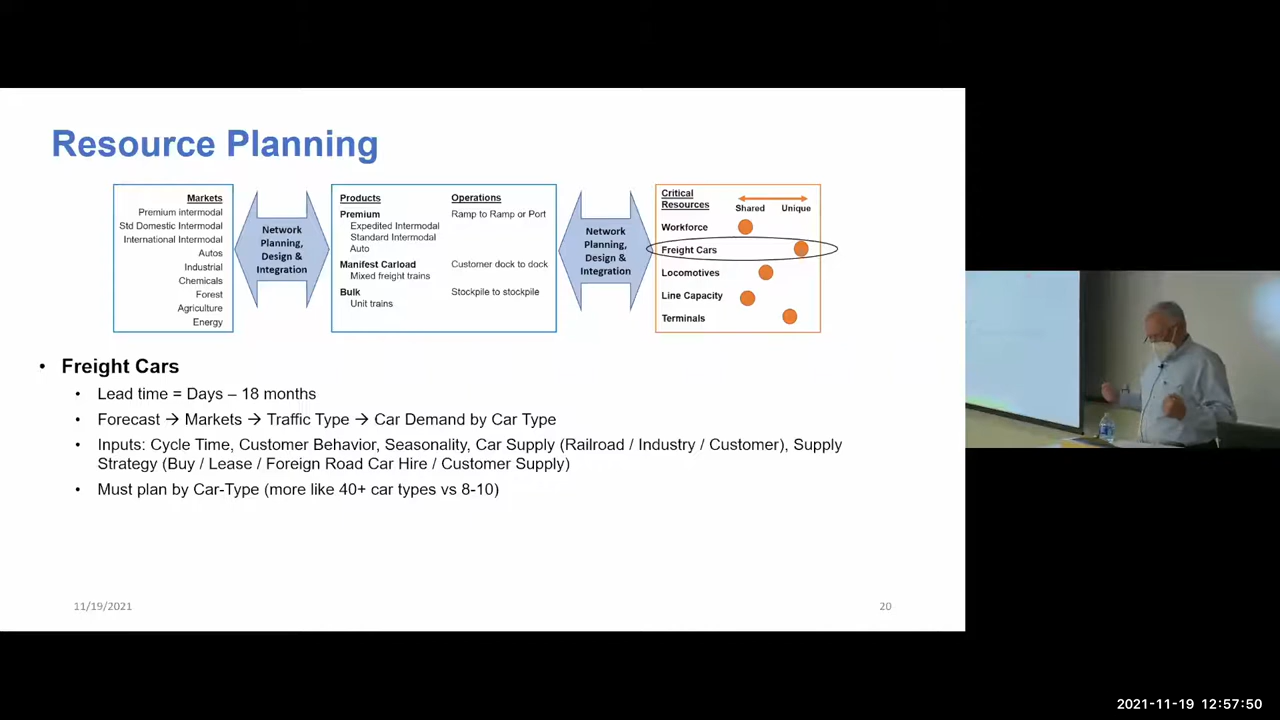 Resource Planning
Markets
Premium intermodal
Std Domestic Intermodal
International Intermodal
Autos
Industrial
Chemicals
Forest
Agriculture
Energy
Network
Planning,
Design &
Integration
Products
Operations
Premium
Ramp to Ramp or Port
Expedited Intermodal
Standard Intermodal
Auto
Manifest Carload
Customer dock to dock
Mixed freight trains
Bulk
Stockpile to stockpile
Unit trains
Network
Planning,
Design &
Integration
Critical
Resources
Shared
Unique
Workforce
Freight Cars
Locomotives
Line Capacity
Terminals
• Freight Cars
• Lead time = Days – 18 months
• Forecast → Markets → Traffic Type → Car Demand by Car Type
• Inputs: Cycle Time, Customer Behavior, Seasonality, Car Supply (Railroad / Industry / Customer), Supply
Strategy (Buy / Lease / Foreign Road Car Hire / Customer Supply)
• Must plan by Car-Type (more like 40+ car types vs 8-10)
11/19/2021
20
2021-11-19 12:57:50